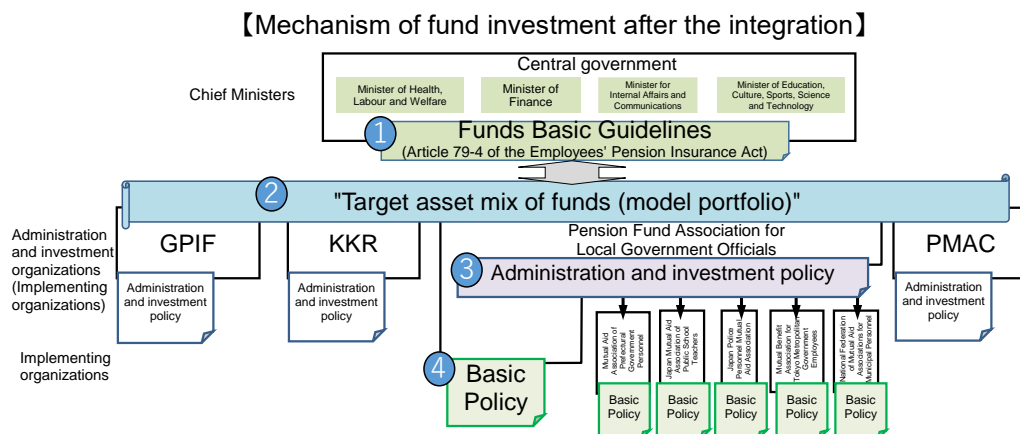 【Mechanism of fund investment after the integration】
Central government
Chief Ministers
Minister of Health,
Labour and Welfare
Minister of
Finance
Minister for
Internal Affairs and
Communications
Minister of Education,
Culture, Sports, Science
and Technology
1
Funds Basic Guidelines
(Article 79-4 of the Employees' Pension Insurance Act)
2
"Target asset mix of funds (model portfolio)"
Administration
and investment
organizations
(Implementing
organizations)
GPIF
Administration and investment
policy
KKR
Administration and investment
policy
Pension Fund Association for
Local Government Officials
3
Administration and investment policy
PMAC
Administration and investment
policy
Implementing
organizations
4
Basic
Policy
Mutual Aid
Association of
Prefectural
Government
Personnel
Basic
Policy
Japan Mutual Aid
Association of
Public School
Teachers
Basic
Policy
Japan Police
Personnel Mutual
Aid Association
Basic
Policy
Mutual Benefit
Association for
Tokyo Metropolitan
Government
Employees
Basic
Policy
National Federation
of Mutual Aid
Associations for
Municipal Personnel
Basic
Policy